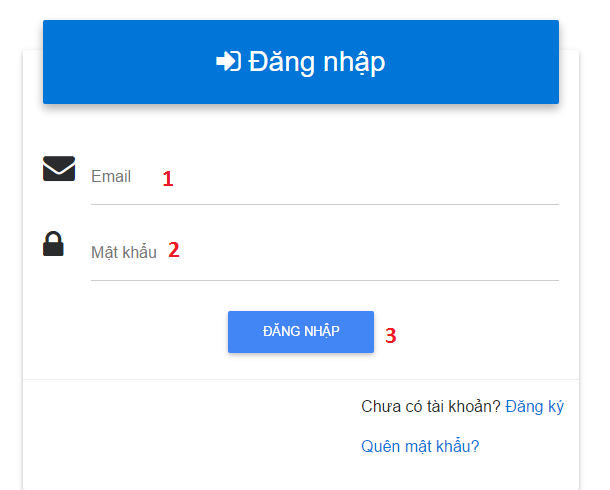 Đăng nhập
Email 1
Mật khẩu 2
ĐĂNG NHẬP 3
Chưa có tài khoản? Đăng ký
Quên mật khẩu?